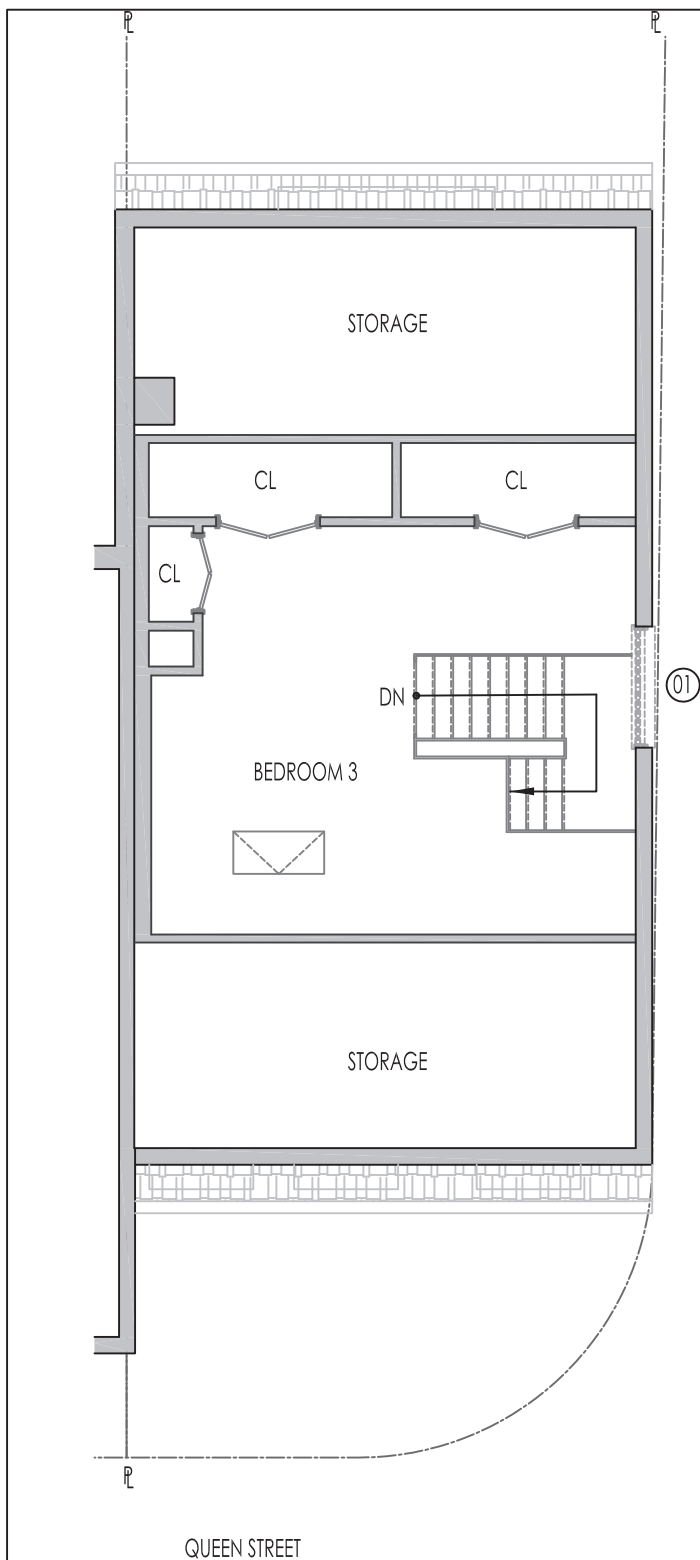 PL PL
STORAGE
CL CL
CL
01
DN
BEDROOM 3
STORAGE
PL
QUEEN STREET